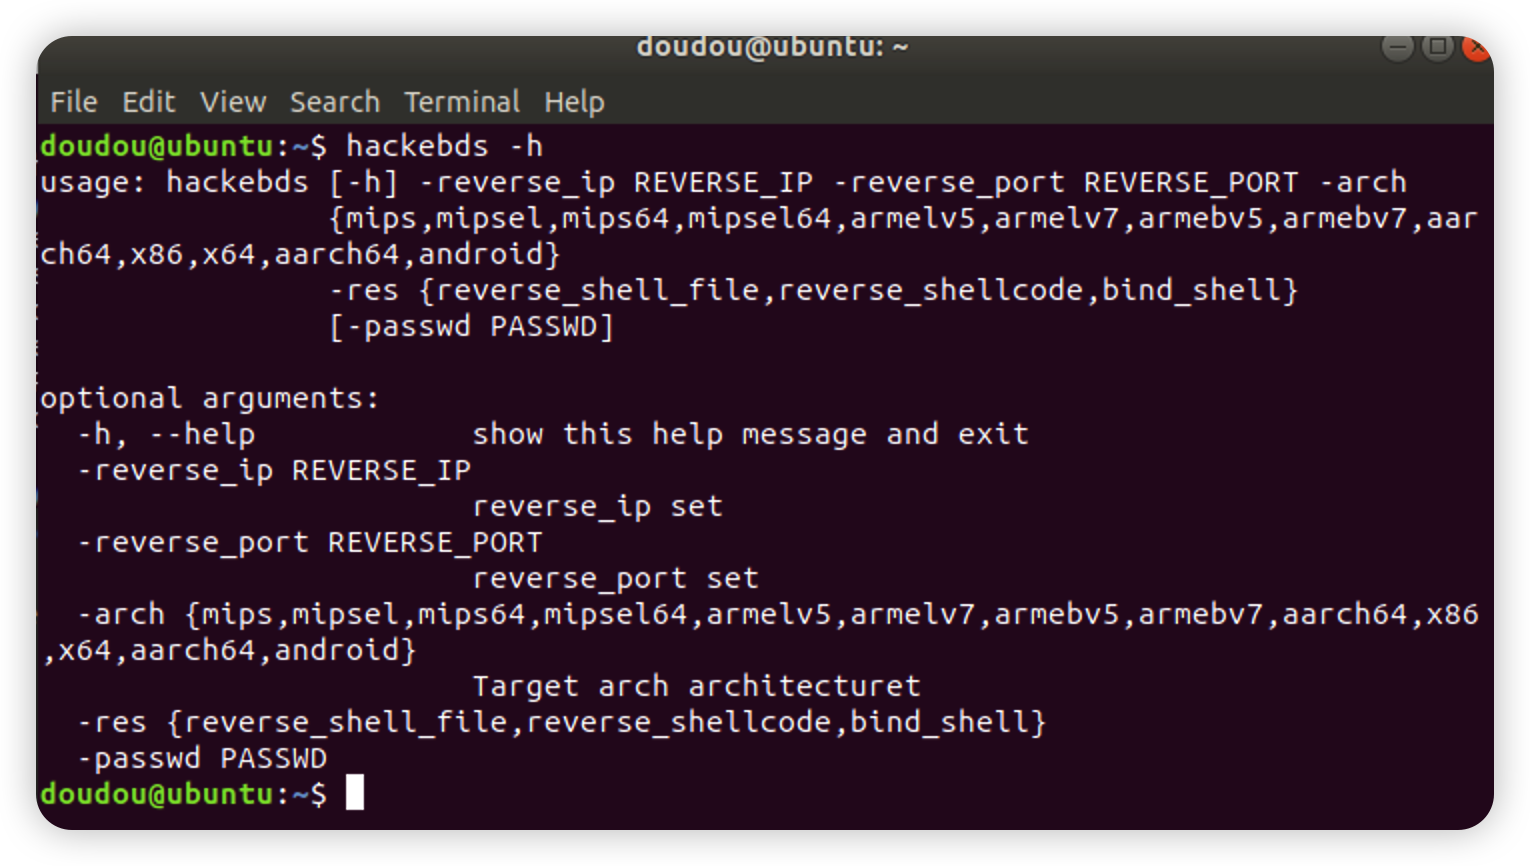 doudou@ubuntu: ~
File Edit View Search Terminal Help
doudou@ubuntu:~$ hackebds -h
usage: hackebds [-h] -reverse_ip REVERSE_IP -reverse_port REVERSE_PORT -arch
{mips,mipsel,mips64,mipsel64,armelv5,armelv7,armebv5,armebv7,aar
ch64,x86,x64,aarch64,android}
-res {reverse_shell_file,reverse_shellcode,bind_shell}
[-passwd PASSWD]
optional arguments:
-h, --help show this help message and exit
-reverse_ip REVERSE_IP
reverse_ip set
-reverse_port REVERSE_PORT
reverse_port set
-arch {mips,mipsel,mips64,mipsel64,armelv5,armelv7,armebv5,armebv7,aarch64,x86
,x64,aarch64,android}
Target arch architecturet
-res {reverse_shell_file,reverse_shellcode,bind_shell}
-passwd PASSWD
doudou@ubuntu:~$